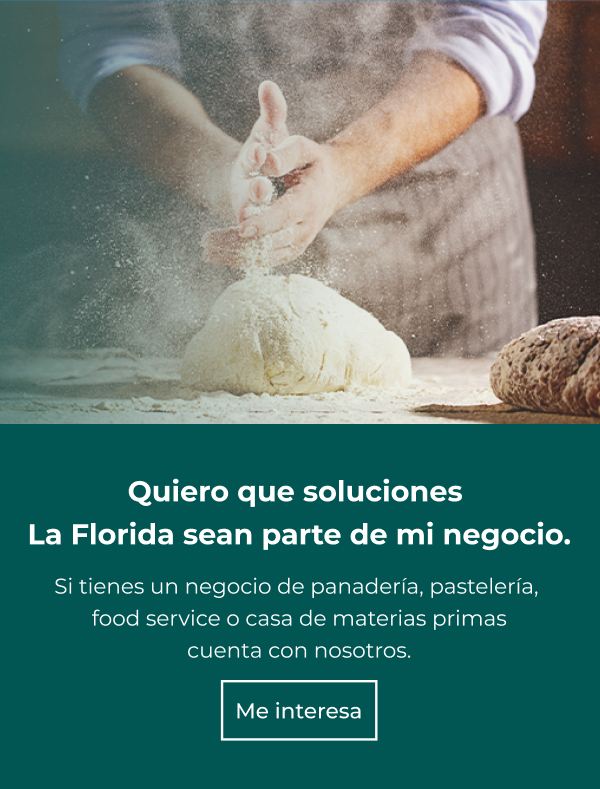 Quiero que soluciones
La Florida sean parte de mi negocio.
Si tienes un negocio de panadería, pastelería,
food service o casa de materias primas
cuenta con nosotros.
Me interesa